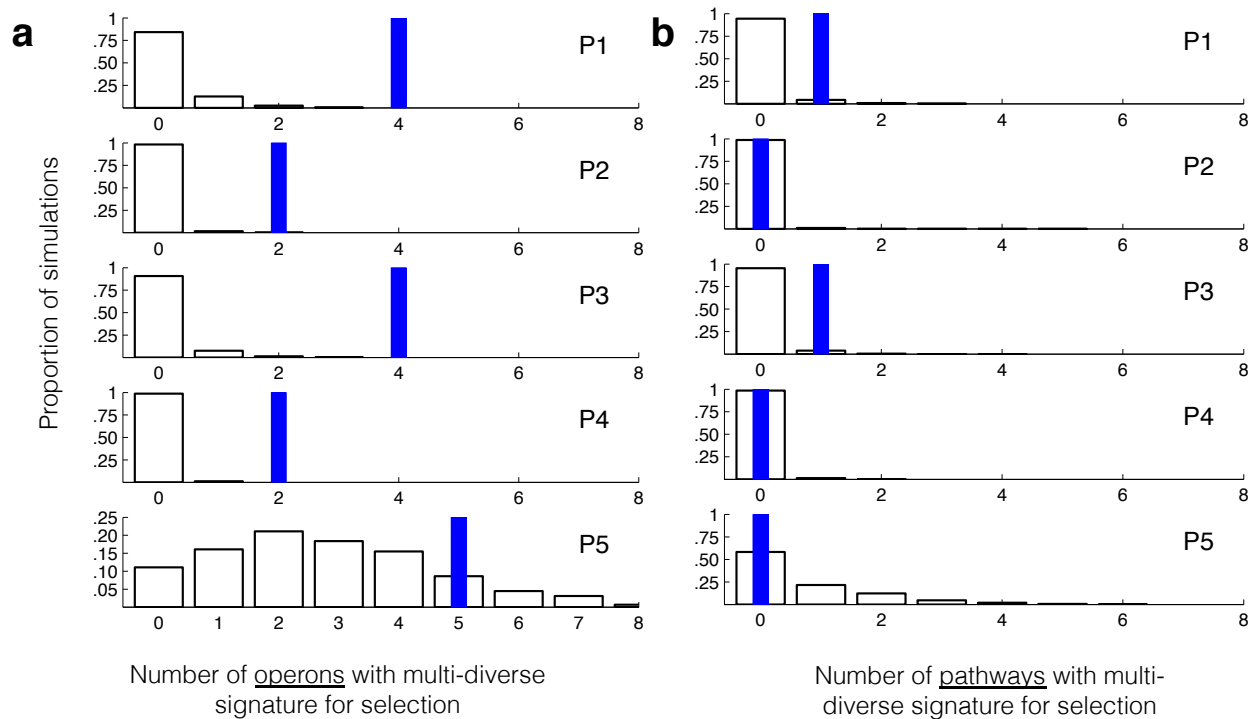 a
Proportion of simulations
1
.75
.50
.25
P1
0 2 4 6 8
1
.75
.50
.25
P2
0 2 4 6 8
1
.75
.50
.25
P3
0 2 4 6 8
1
.75
.50
.25
P4
0 2 4 6 8
.25
.20
.15
.10
.05
P5
0 1 2 3 4 5 6 7 8
Number of operons with multi-diverse
signature for selection
b
1
.75
.50
.25
P1
0 2 4 6 8
1
.75
.50
.25
P2
0 2 4 6 8
1
.75
.50
.25
P3
0 2 4 6 8
1
.75
.50
.25
P4
0 2 4 6 8
1
.75
.50
.25
P5
0 2 4 6 8
Number of pathways with multi-
diverse signature for selection